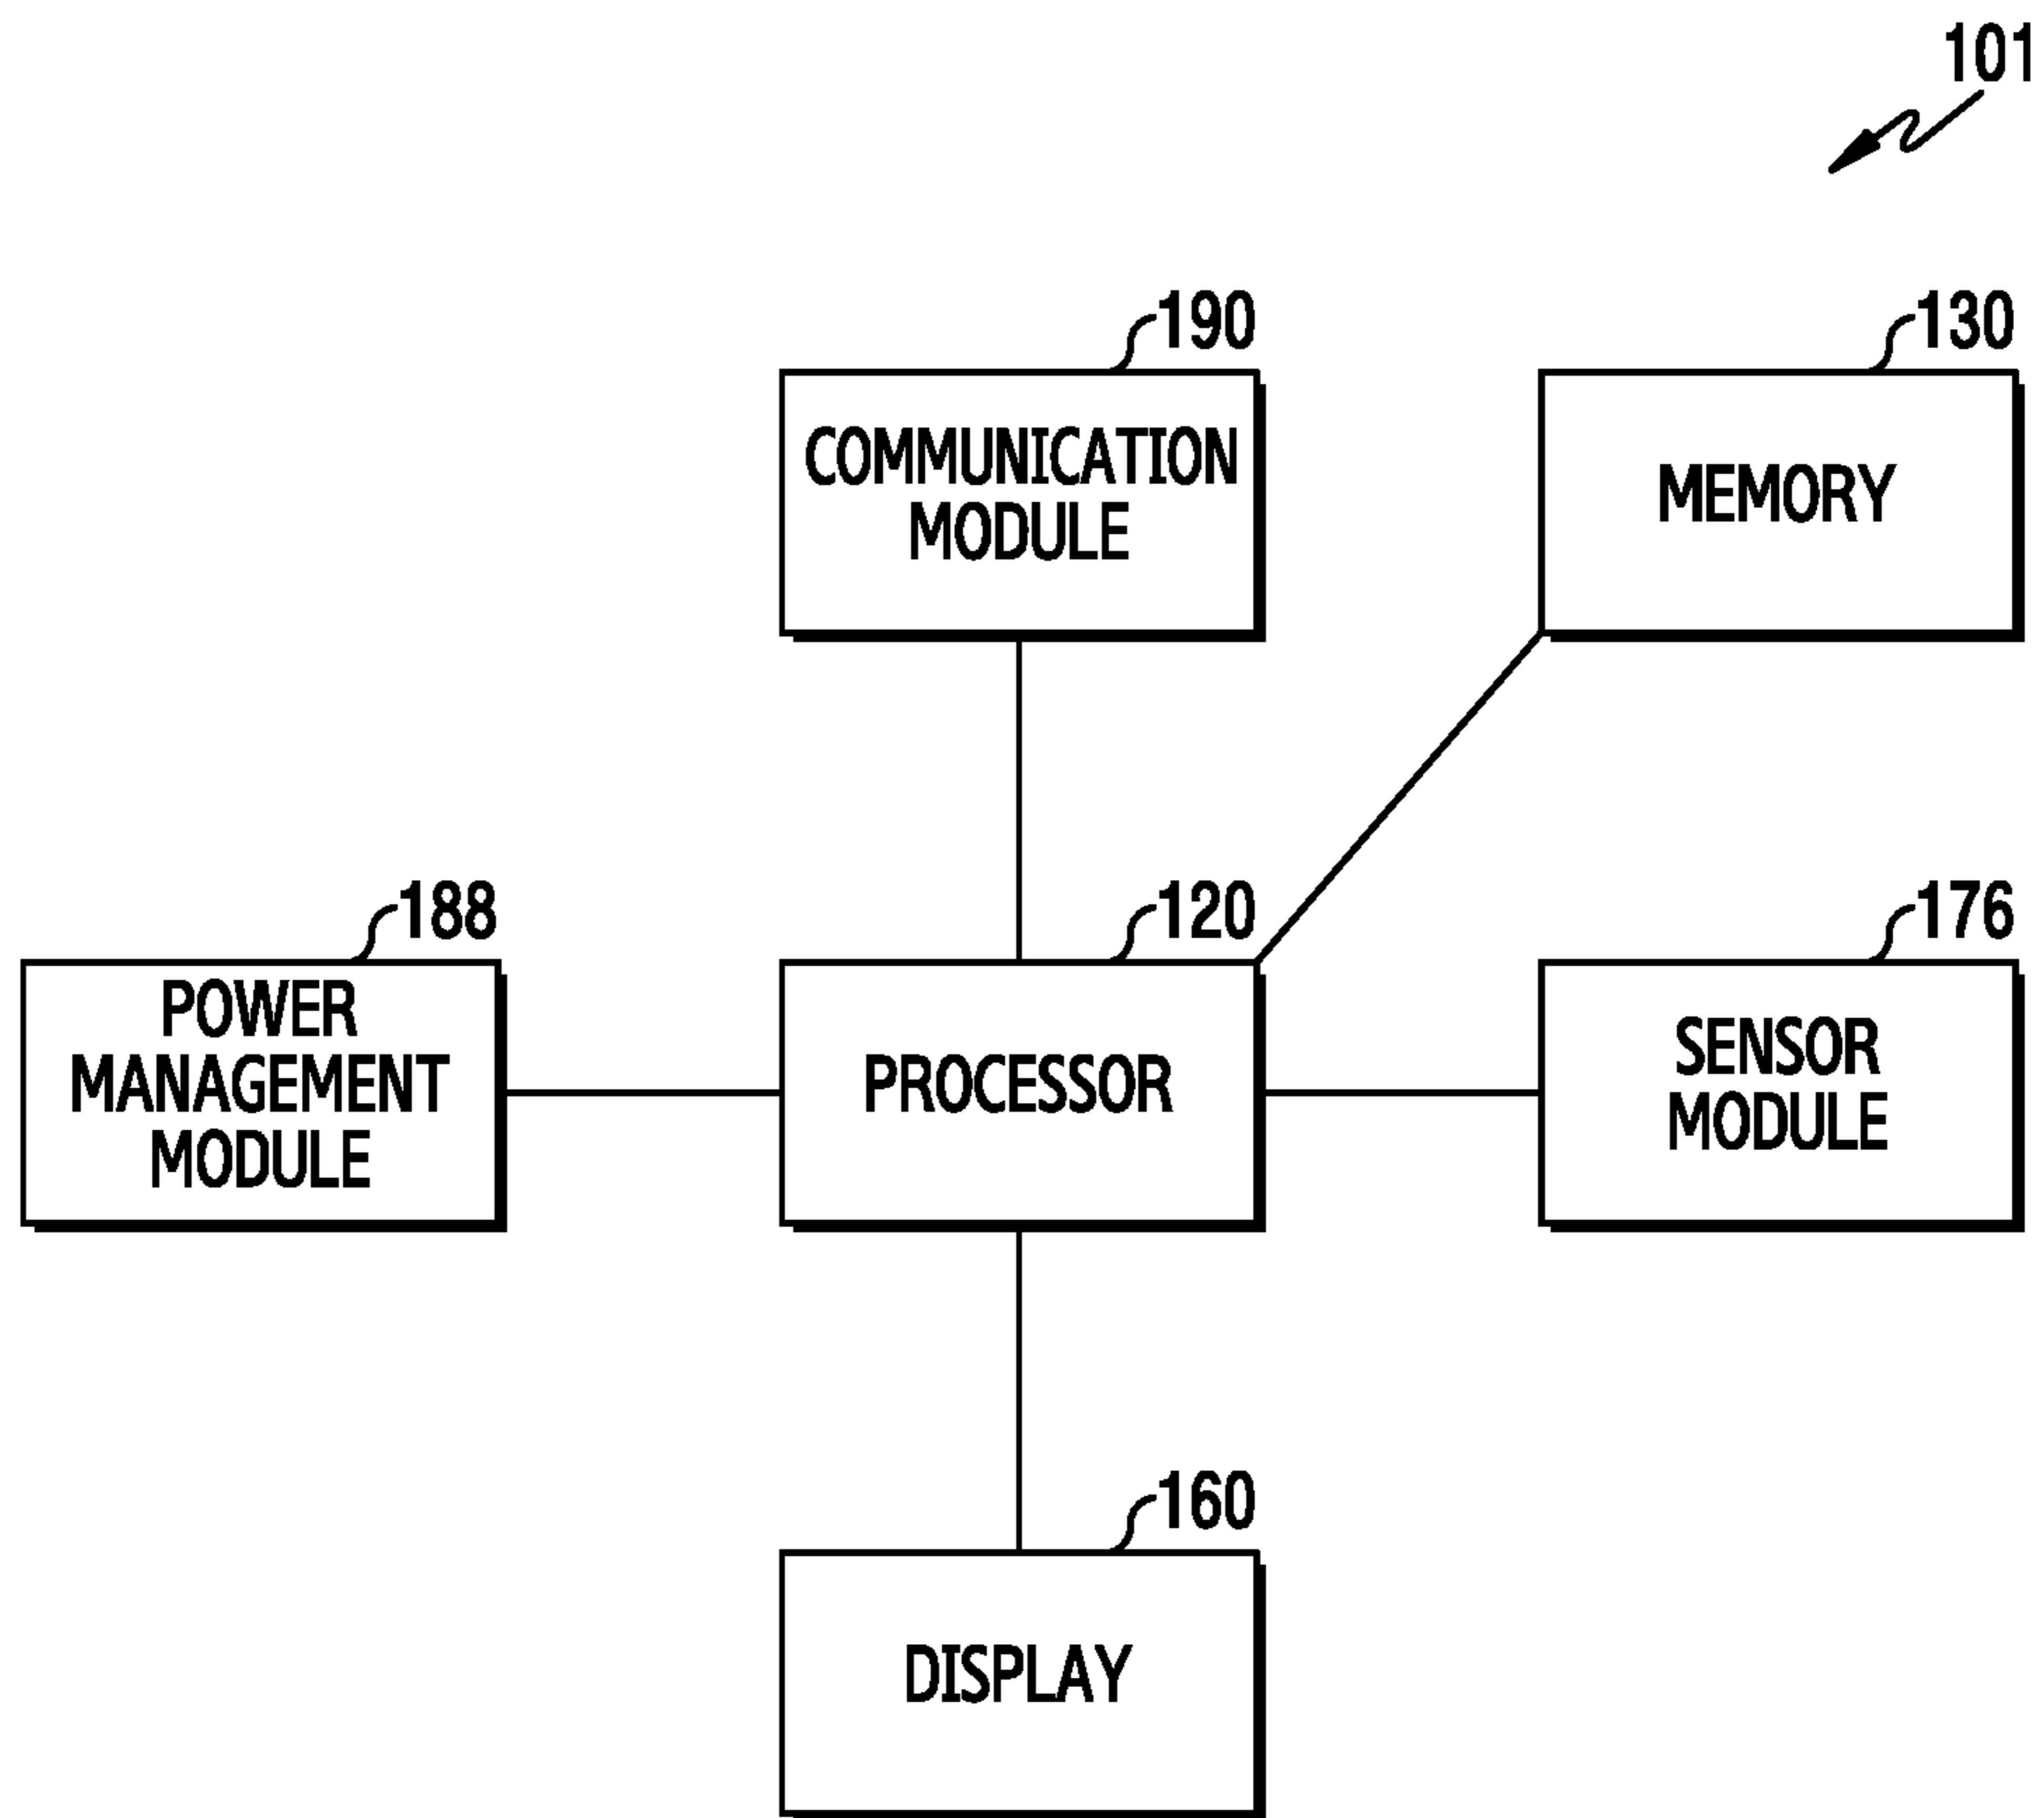 101
190
130
COMMUNICATION
MODULE
MEMORY
188
120
176
POWER
MANAGEMENT
MODULE
PROCESSOR
SENSOR
MODULE
160
DISPLAY